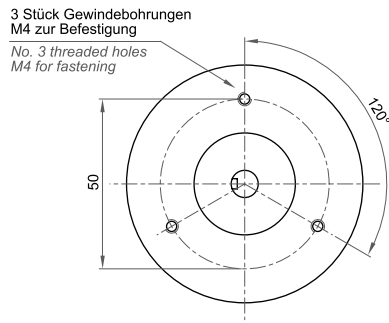 3 Stück Gewindebohrungen
M4 zur Befestigung
No. 3 threaded holes
M4 for fastening
120°
50